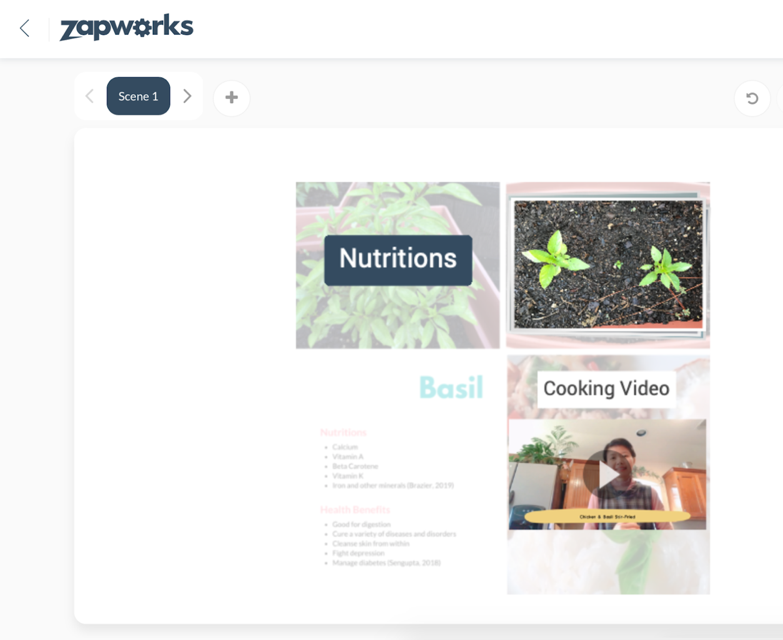 zapworks
Scene 1
Nutritions
Basil
Cooking Video
Nutritions
Calcium
Vitamin A
Beta Carotene
Vitamin K
Iron and other minerals (Brazier, 2019)
Chicken & Basil Stir-Fried
Health Benefits
Good for digestion
Cure a variety of diseases and disorders
Cleanse skin from within
Fight depression
Manage diabetes (Sengupta, 2018)